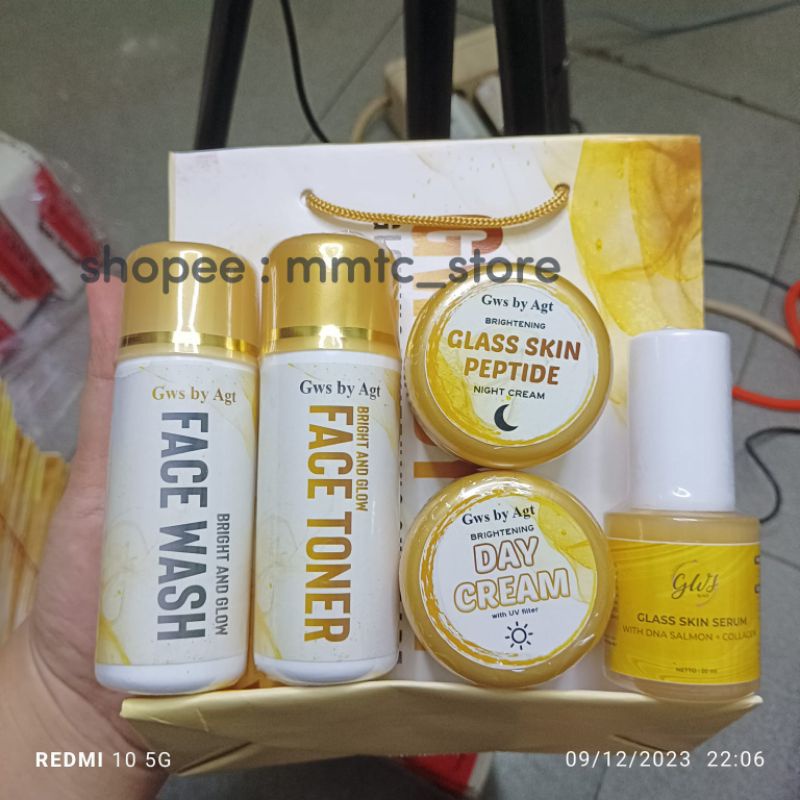 shopee : mmtc_store
Gws by Agt
FACE WASH
BRIGHT AND GLOW
Gws by Agt
FACE TONER
BRIGHT AND GLOW
Gws by Agt
BRIGHTENING
GLASS SKIN
PEPTIDE
NIGHT CREAM
Gws by Agt
BRIGHTENING
DAY
CREAM
with UV filter
GWS
GLASS SKIN SERUM
WITH DNA SALMON + COLLAGEN
REDMI 10 5G
09/12/2023 22:06